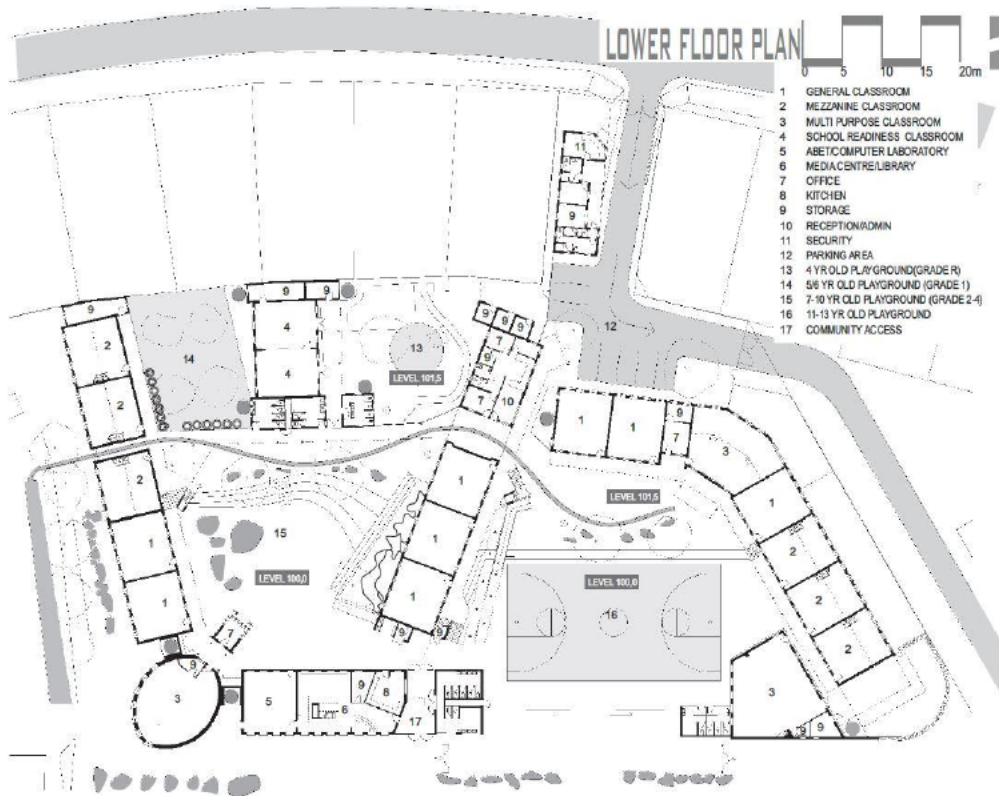 LOWER FLOOR PLAN
0 5 10 15 20m
1 GENERAL CLASSROOM
2 MEZZANINE CLASSROOM
3 MULTI PURPOSE CLASSROOM
4 SCHOOL READINESS CLASSROOM
5 ABET/COMPUTER LABORATORY
6 MEDIA CENTRE/LIBRARY
7 OFFICE
8 KITCHEN
9 STORAGE
10 RECEPTION/ADMIN
11 SECURITY
12 PARKING AREA
13 4 YR OLD PLAYGROUND(GRADE R)
14 5/6 YR OLD PLAYGROUND (GRADE 1)
15 7-10 YR OLD PLAYGROUND (GRADE 2-4)
16 11-13 YR OLD PLAYGROUND
17 COMMUNITY ACCESS
11
9
9 9 9
9 9 9 9
2 4 14 13 7 12
LEVEL 101,5
9
4
2 7 10 1 1 9
7
3
2 1 1
LEVEL 101,5
1 15 1 2
LEVEL 100,0
LEVEL 100,0
1 1 16 2
7 9 9 2
9
3 5 9 8 3
6 17
9 9